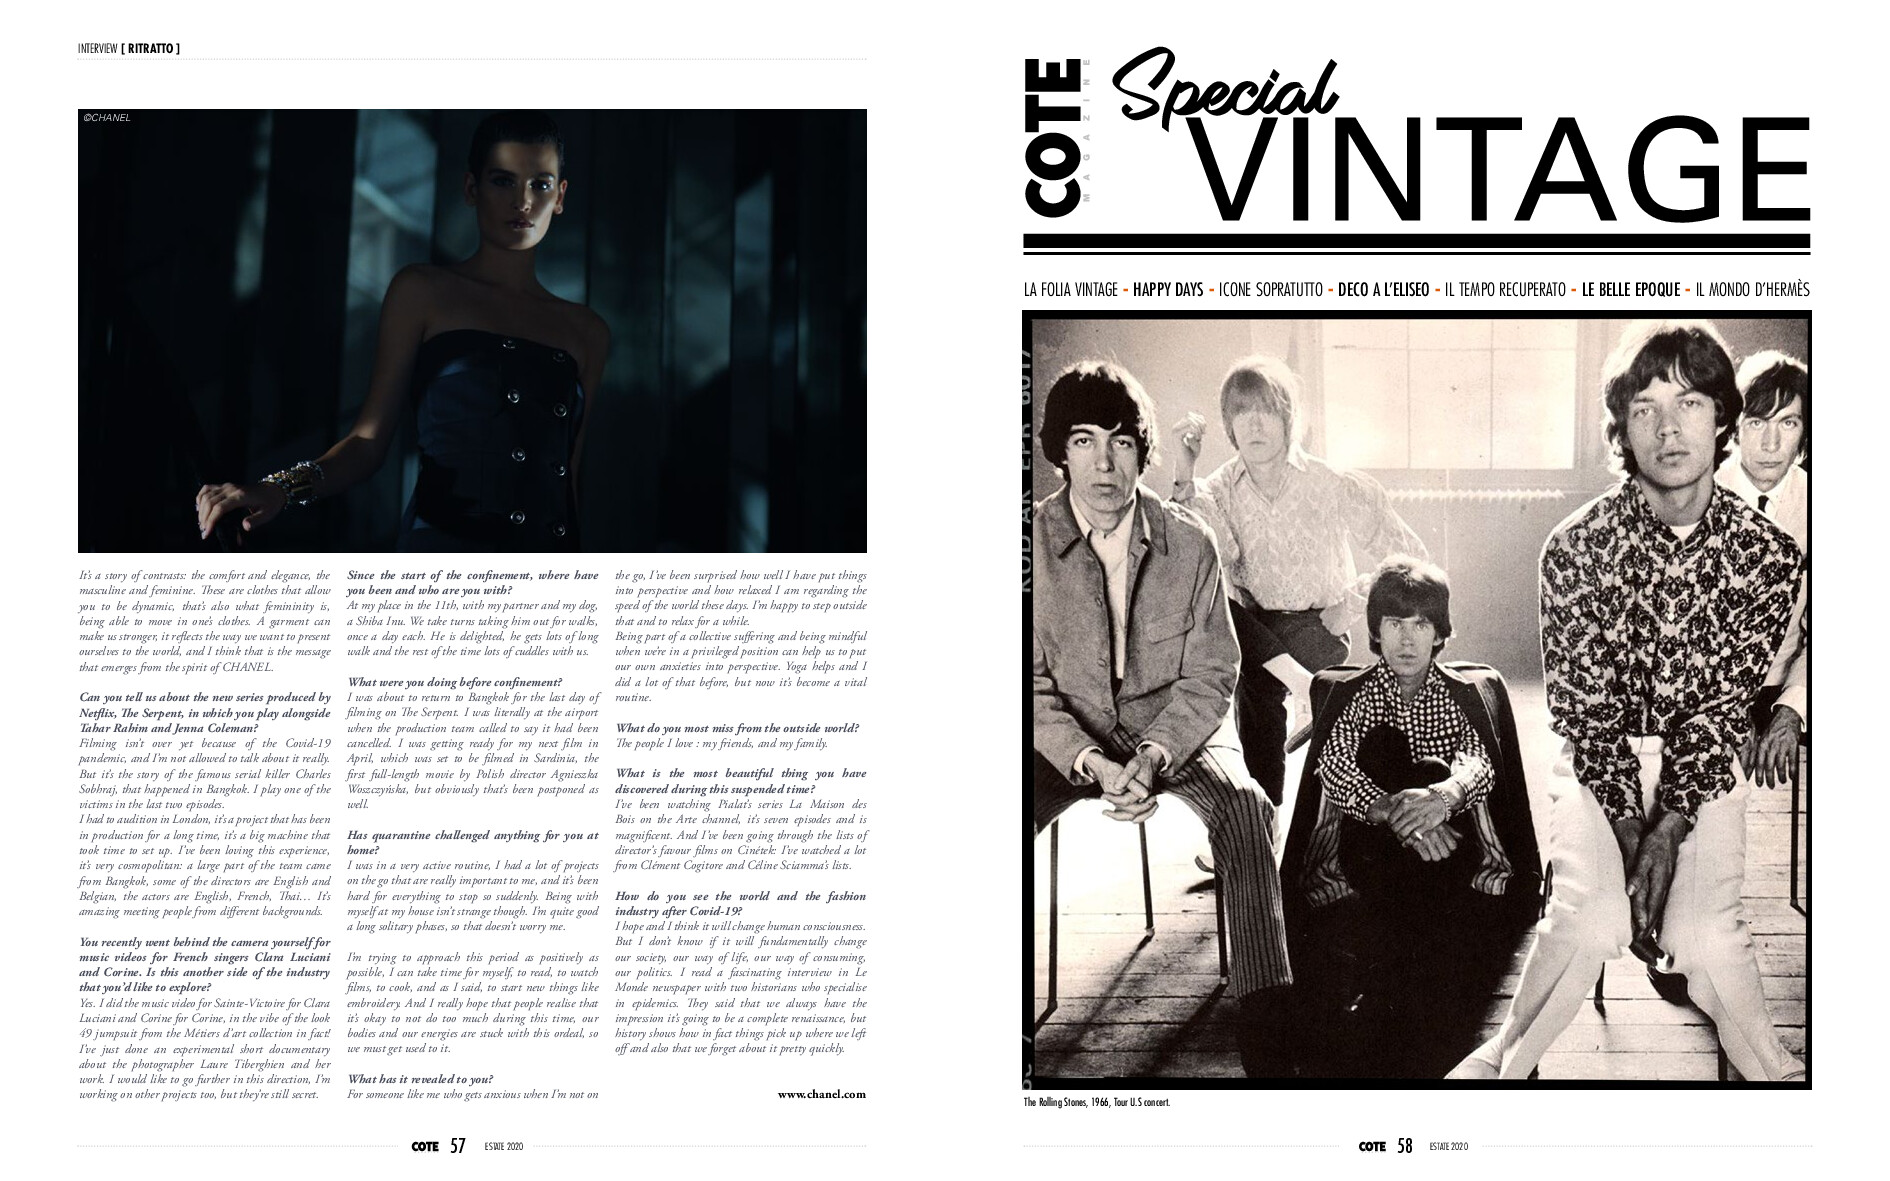 INTERVIEW [ RITRATTO ]
©CHANEL
It's a story of contrasts: the comfort and elegance, the
masculine and feminine. These are clothes that allow
you to be dynamic, that's also what femininity is,
being able to move in one's clothes. A garment can
make us stronger, it reflects the way we want to present
ourselves to the world, and I think that is the message
that emerges from the spirit of CHANEL.
Can you tell us about the new series produced by
Netflix, The Serpent, in which you play alongside
Tahar Rahim and Jenna Coleman?
Filming isn't over yet because of the Covid-19
pandemic, and I'm not allowed to talk about it really.
But it's the story of the famous serial killer Charles
Sobhraj, that happened in Bangkok. I play one of the
victims in the last two episodes.
I had to audition in London, it's a project that has been
in production for a long time, it's a big machine that
took time to set up. I've been loving this experience,
it's very cosmopolitan: a large part of the team came
from Bangkok, some of the directors are English and
Belgian, the actors are English, French, Thai... It's
amazing meeting people from different backgrounds.
You recently went behind the camera yourself for
music videos for French singers Clara Luciani
and Corine. Is this another side of the industry
that you'd like to explore?
Yes. I did the music video for Sainte-Victoire for Clara
Luciani and Corine for Corine, in the vibe of the look
49 jumpsuit from the Métiers d'art collection in fact!
I've just done an experimental short documentary
about the photographer Laure Tiberghien and her
work. I would like to go further in this direction, I'm
working on other projects too, but they're still secret.
Since the start of the confinement, where have
you been and who are you with?
At my place in the 11th, with my partner and my dog,
a Shiba Inu. We take turns taking him out for walks,
once a day each. He is delighted, he gets lots of long
walk and the rest of the time lots of cuddles with us.
What were you doing before confinement?
I was about to return to Bangkok for the last day of
filming on The Serpent. I was literally at the airport
when the production team called to say it had been
cancelled. I was getting ready for my next film in
April, which was set to be filmed in Sardinia, the
first full-length movie by Polish director Agnieszka
Woszczyńska, but obviously that's been postponed as
well.
Has quarantine challenged anything for you at
home?
I was in a very active routine, I had a lot of projects
on the go that are really important to me, and it's been
hard for everything to stop so suddenly. Being with
myself at my house isn't strange though. I'm quite good
a long solitary phases, so that doesn't worry me.
I'm trying to approach this period as positively as
possible, I can take time for myself, to read, to watch
films, to cook, and as I said, to start new things like
embroidery. And I really hope that people realise that
it's okay to not do too much during this time, our
bodies and our energies are stuck with this ordeal, so
we must get used to it.
What has it revealed to you?
For someone like me who gets anxious when I'm not on
the go, I've been surprised how well I have put things
into perspective and how relaxed I am regarding the
speed of the world these days. I'm happy to step outside
that and to relax for a while.
Being part of a collective suffering and being mindful
when we're in a privileged position can help us to put
our own anxieties into perspective. Yoga helps and I
did a lot of that before, but now it's become a vital
routine.
What do you most miss from the outside world?
The people I love : my friends, and my family.
What is the most beautiful thing you have
discovered during this suspended time?
I've been watching Pialat's series La Maison des
Bois on the Arte channel, it's seven episodes and is
magnificent. And I've been going through the lists of
director's favour films on Cinétek: I've watched a lot
from Clément Cogitore and Céline Sciamma's lists.
How do you see the world and the fashion
industry after Covid-19?
I hope and I think it will change human consciousness.
But I don't know if it will fundamentally change
our society, our way of life, our way of consuming,
our politics. I read a fascinating interview in Le
Monde newspaper with two historians who specialise
in epidemics. They said that we always have the
impression it's going to be a complete renaissance, but
history shows how in fact things pick up where we left
off and also that we forget about it pretty quickly.
www.chanel.com
COTE 57 ESTATE 2020
COTE
MAGAZINE
Special
VINTAGE
LA FOLIA VINTAGE - HAPPY DAYS - ICONE SOPRATUTTO - DECO A L'ELISEO - IL TEMPO RECUPERATO - LE BELLE EPOQUE - IL MONDO D'HERMÈS
The Rolling Stones, 1966, Tour U.S concert.
COTE 58 ESTATE 2020